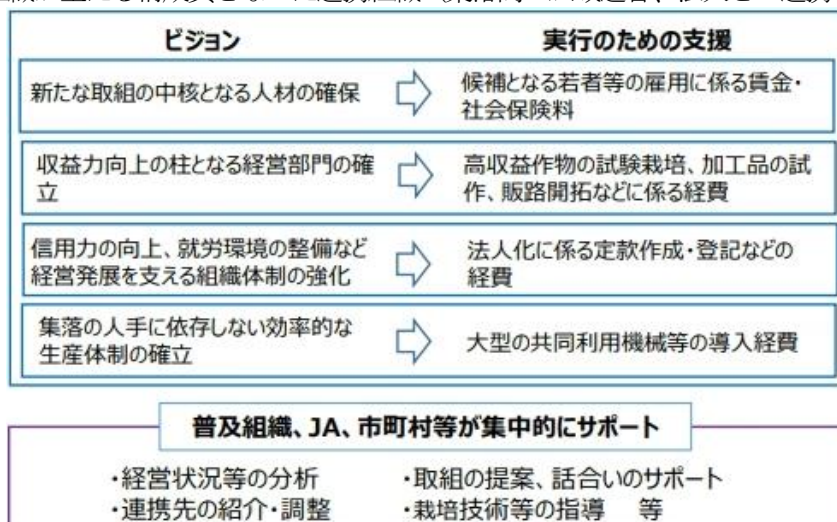 ビジョン
実行のための支援
新たな取組の中核となる人材の確保
候補となる若者等の雇用に係る賃金・
社会保険料
収益力向上の柱となる経営部門の確
立
高収益作物の試験栽培、加工品の試
作、販路開拓などに係る経費
信用力の向上、就労環境の整備など
経営発展を支える組織体制の強化
法人化に係る定款作成・登記などの
経費
集落の人手に依存しない効率的な
生産体制の確立
大型の共同利用機械等の導入経費
普及組織、JA、市町村等が集中的にサポート
・経営状況等の分析
・取組の提案、話合いのサポート
・連携先の紹介・調整
・栽培技術等の指導　等